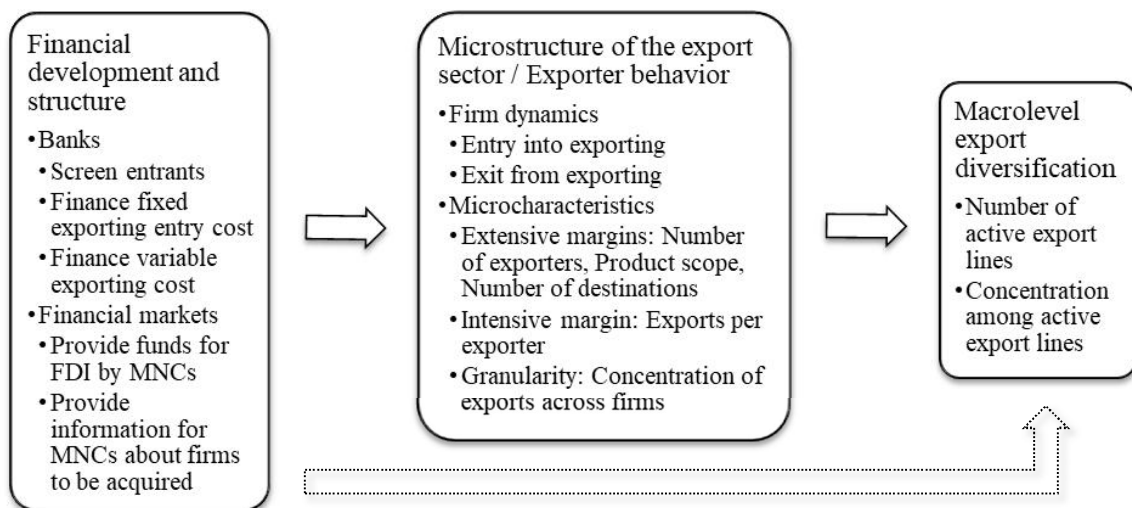 Financial
development and
structure
•Banks
•Screen entrants
•Finance fixed
exporting entry cost
•Finance variable
exporting cost
•Financial markets
•Provide funds for
FDI by MNCs
•Provide
information for
MNCs about firms
to be acquired
Microstructure of the export
sector / Exporter behavior
•Firm dynamics
•Entry into exporting
•Exit from exporting
•Microcharacteristics
•Extensive margins: Number
of exporters, Product scope,
Number of destinations
•Intensive margin: Exports per
exporter
•Granularity: Concentration of
exports across firms
Macrolevel
export
diversification
•Number of
active export
lines
•Concentration
among active
export lines